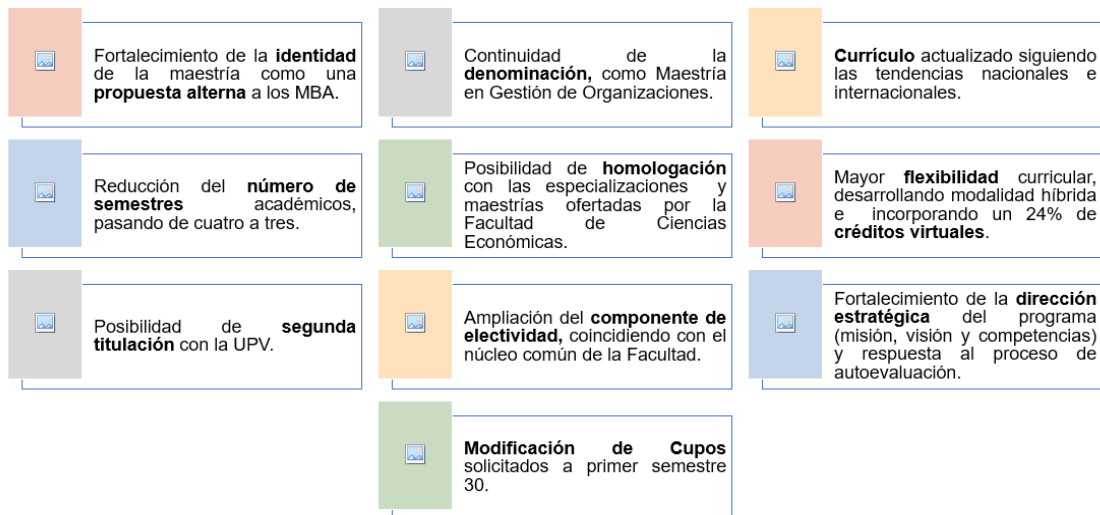 Fortalecimiento de la identidad
de la maestría como una
propuesta alterna a los MBA.
Continuidad de la
denominación, como Maestría
en Gestión de Organizaciones.
Currículo actualizado siguiendo
las tendencias nacionales e
internacionales.
Reducción del número de
semestres académicos,
pasando de cuatro a tres.
Posibilidad de homologación
con las especializaciones y
maestrías ofertadas por la
Facultad de Ciencias
Económicas.
Mayor flexibilidad curricular,
desarrollando modalidad híbrida
e incorporando un 24% de
créditos virtuales.
Posibilidad de segunda
titulación con la UPV.
Ampliación del componente de
electividad, coincidiendo con el
núcleo común de la Facultad.
Fortalecimiento de la dirección
estratégica del programa
(misión, visión y competencias)
y respuesta al proceso de
autoevaluación.
Modificación de Cupos
solicitados a primer semestre
30.